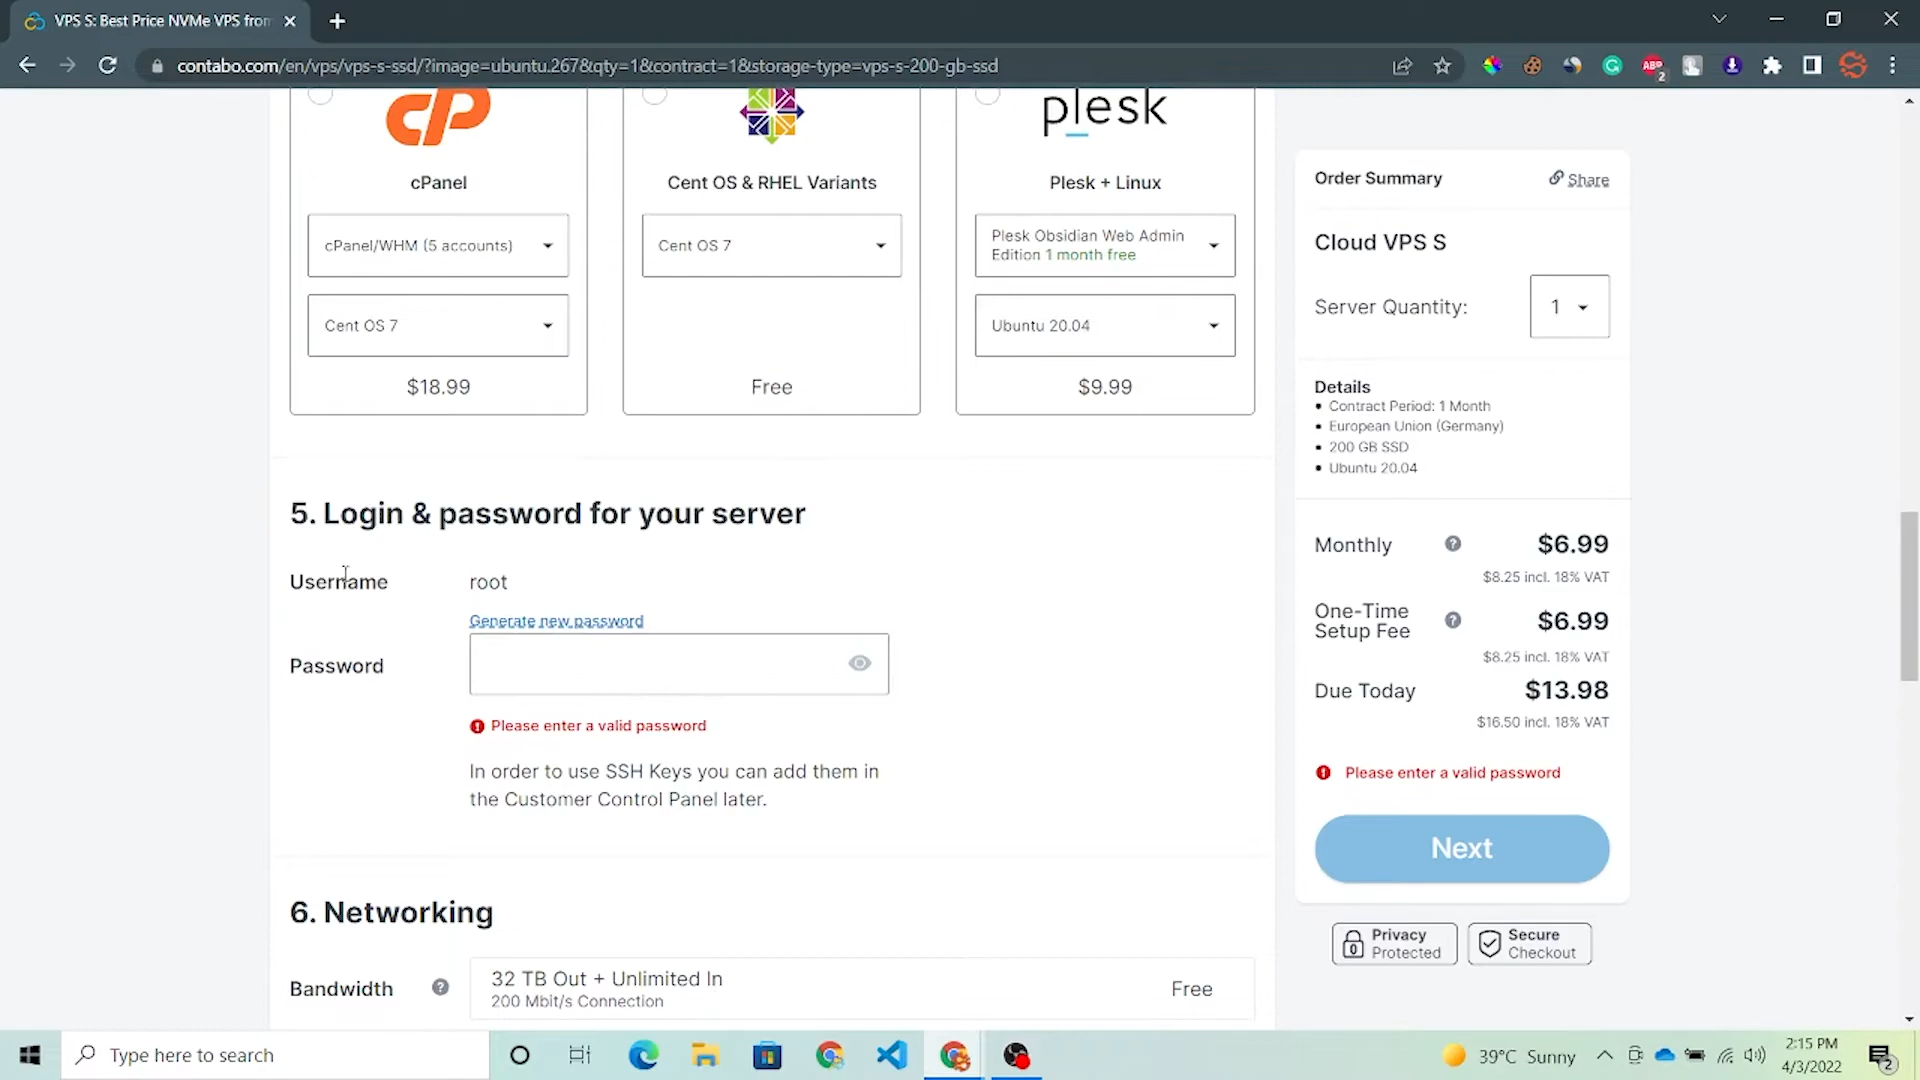 VPS S: Best Price NVMe VPS from
contabo.com/en/vps/vps-s-ssd/?image=ubuntu.267&qty=1&contract=1&storage-type=vps-s-200-gb-ssd
ABP
2
cP
plesk
cPanel
Cent OS & RHEL Variants
Plesk + Linux
cPanel/WHM (5 accounts)
Cent OS 7
Plesk Obsidian Web Admin
Edition 1 month free
Cent OS 7
Ubuntu 20.04
$18.99
Free
$9.99
5. Login & password for your server
Username
root
Generate new password
Password
Please enter a valid password
In order to use SSH Keys you can add them in
the Customer Control Panel later.
6. Networking
Bandwidth
32 TB Out + Unlimited In
200 Mbit/s Connection
Free
Order Summary
Share
Cloud VPS S
Server Quantity:
1
Details
Contract Period: 1 Month
European Union (Germany)
200 GB SSD
Ubuntu 20.04
Monthly
$6.99
$8.25 incl. 18% VAT
One-Time
Setup Fee
$6.99
$8.25 incl. 18% VAT
Due Today
$13.98
$16.50 incl. 18% VAT
Please enter a valid password
Next
Privacy
Protected
Secure
Checkout
Type here to search
39°C Sunny
2:15 PM
4/3/2022
2